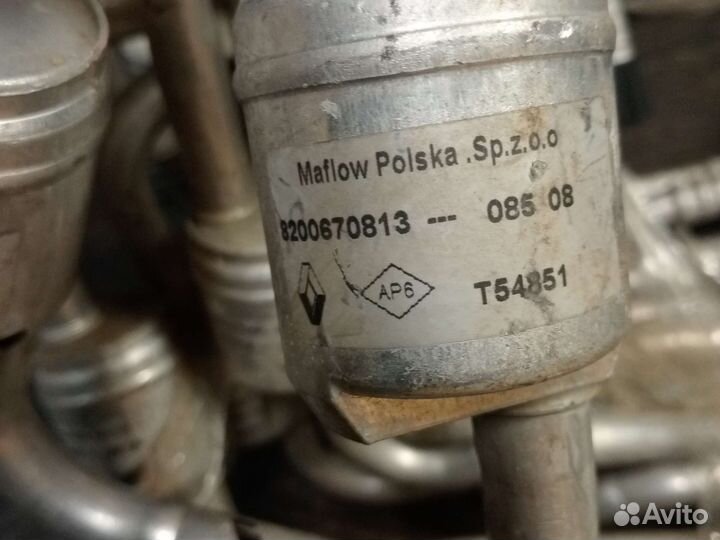 Maflow Polska .Sp.z.o.o
8200670813 --- 085 08
AP6 T54851
Avito